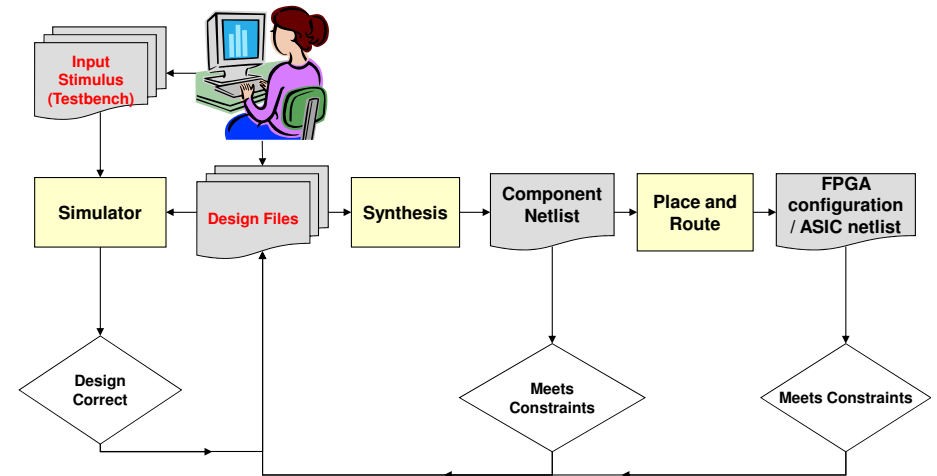 Input
Stimulus
(Testbench)
Simulator
Design Files
Synthesis
Component
Netlist
Place and
Route
FPGA
configuration
/ ASIC netlist
Design
Correct
Meets
Constraints
Meets Constraints